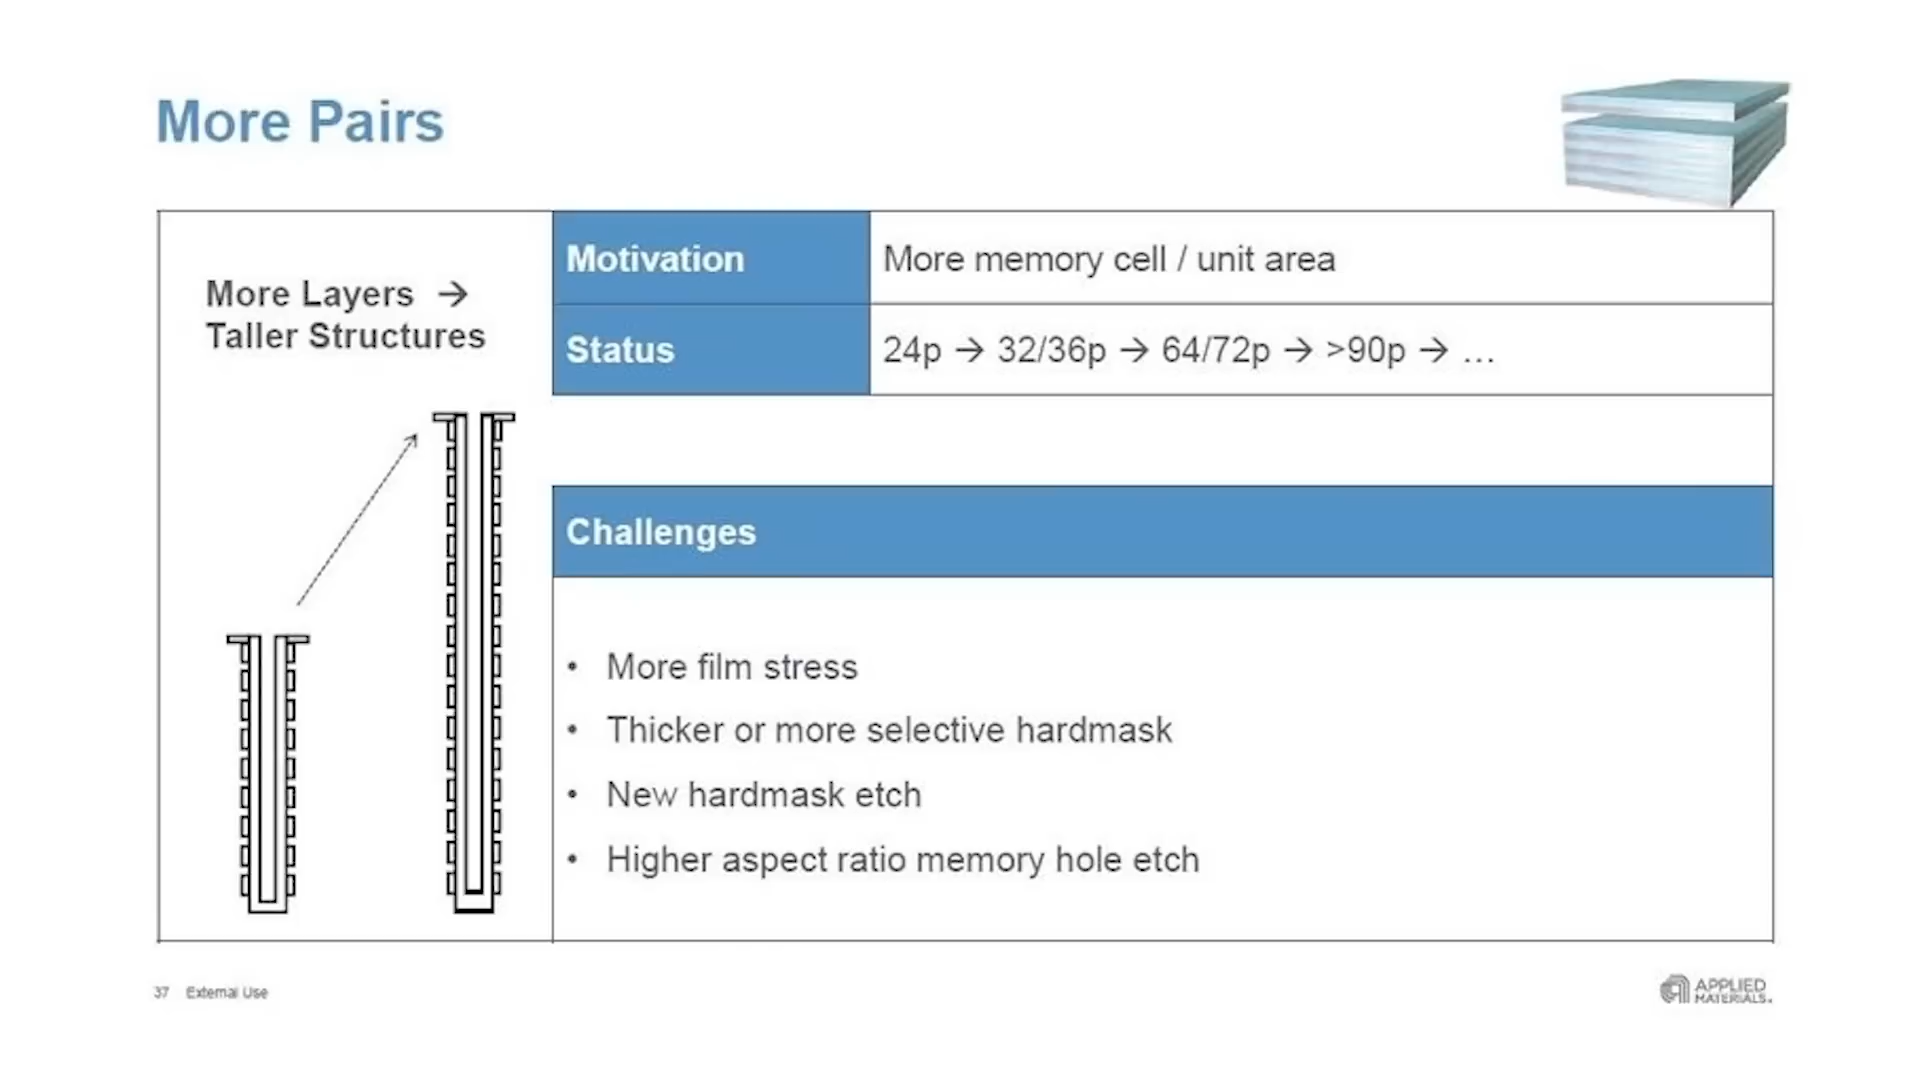 More Pairs
More Layers →
Taller Structures
Motivation
More memory cell / unit area
Status
24p → 32/36p → 64/72p → >90p → …
Challenges
• More film stress
• Thicker or more selective hardmask
• New hardmask etch
• Higher aspect ratio memory hole etch
37 External Use
APPLIED
MATERIALS.